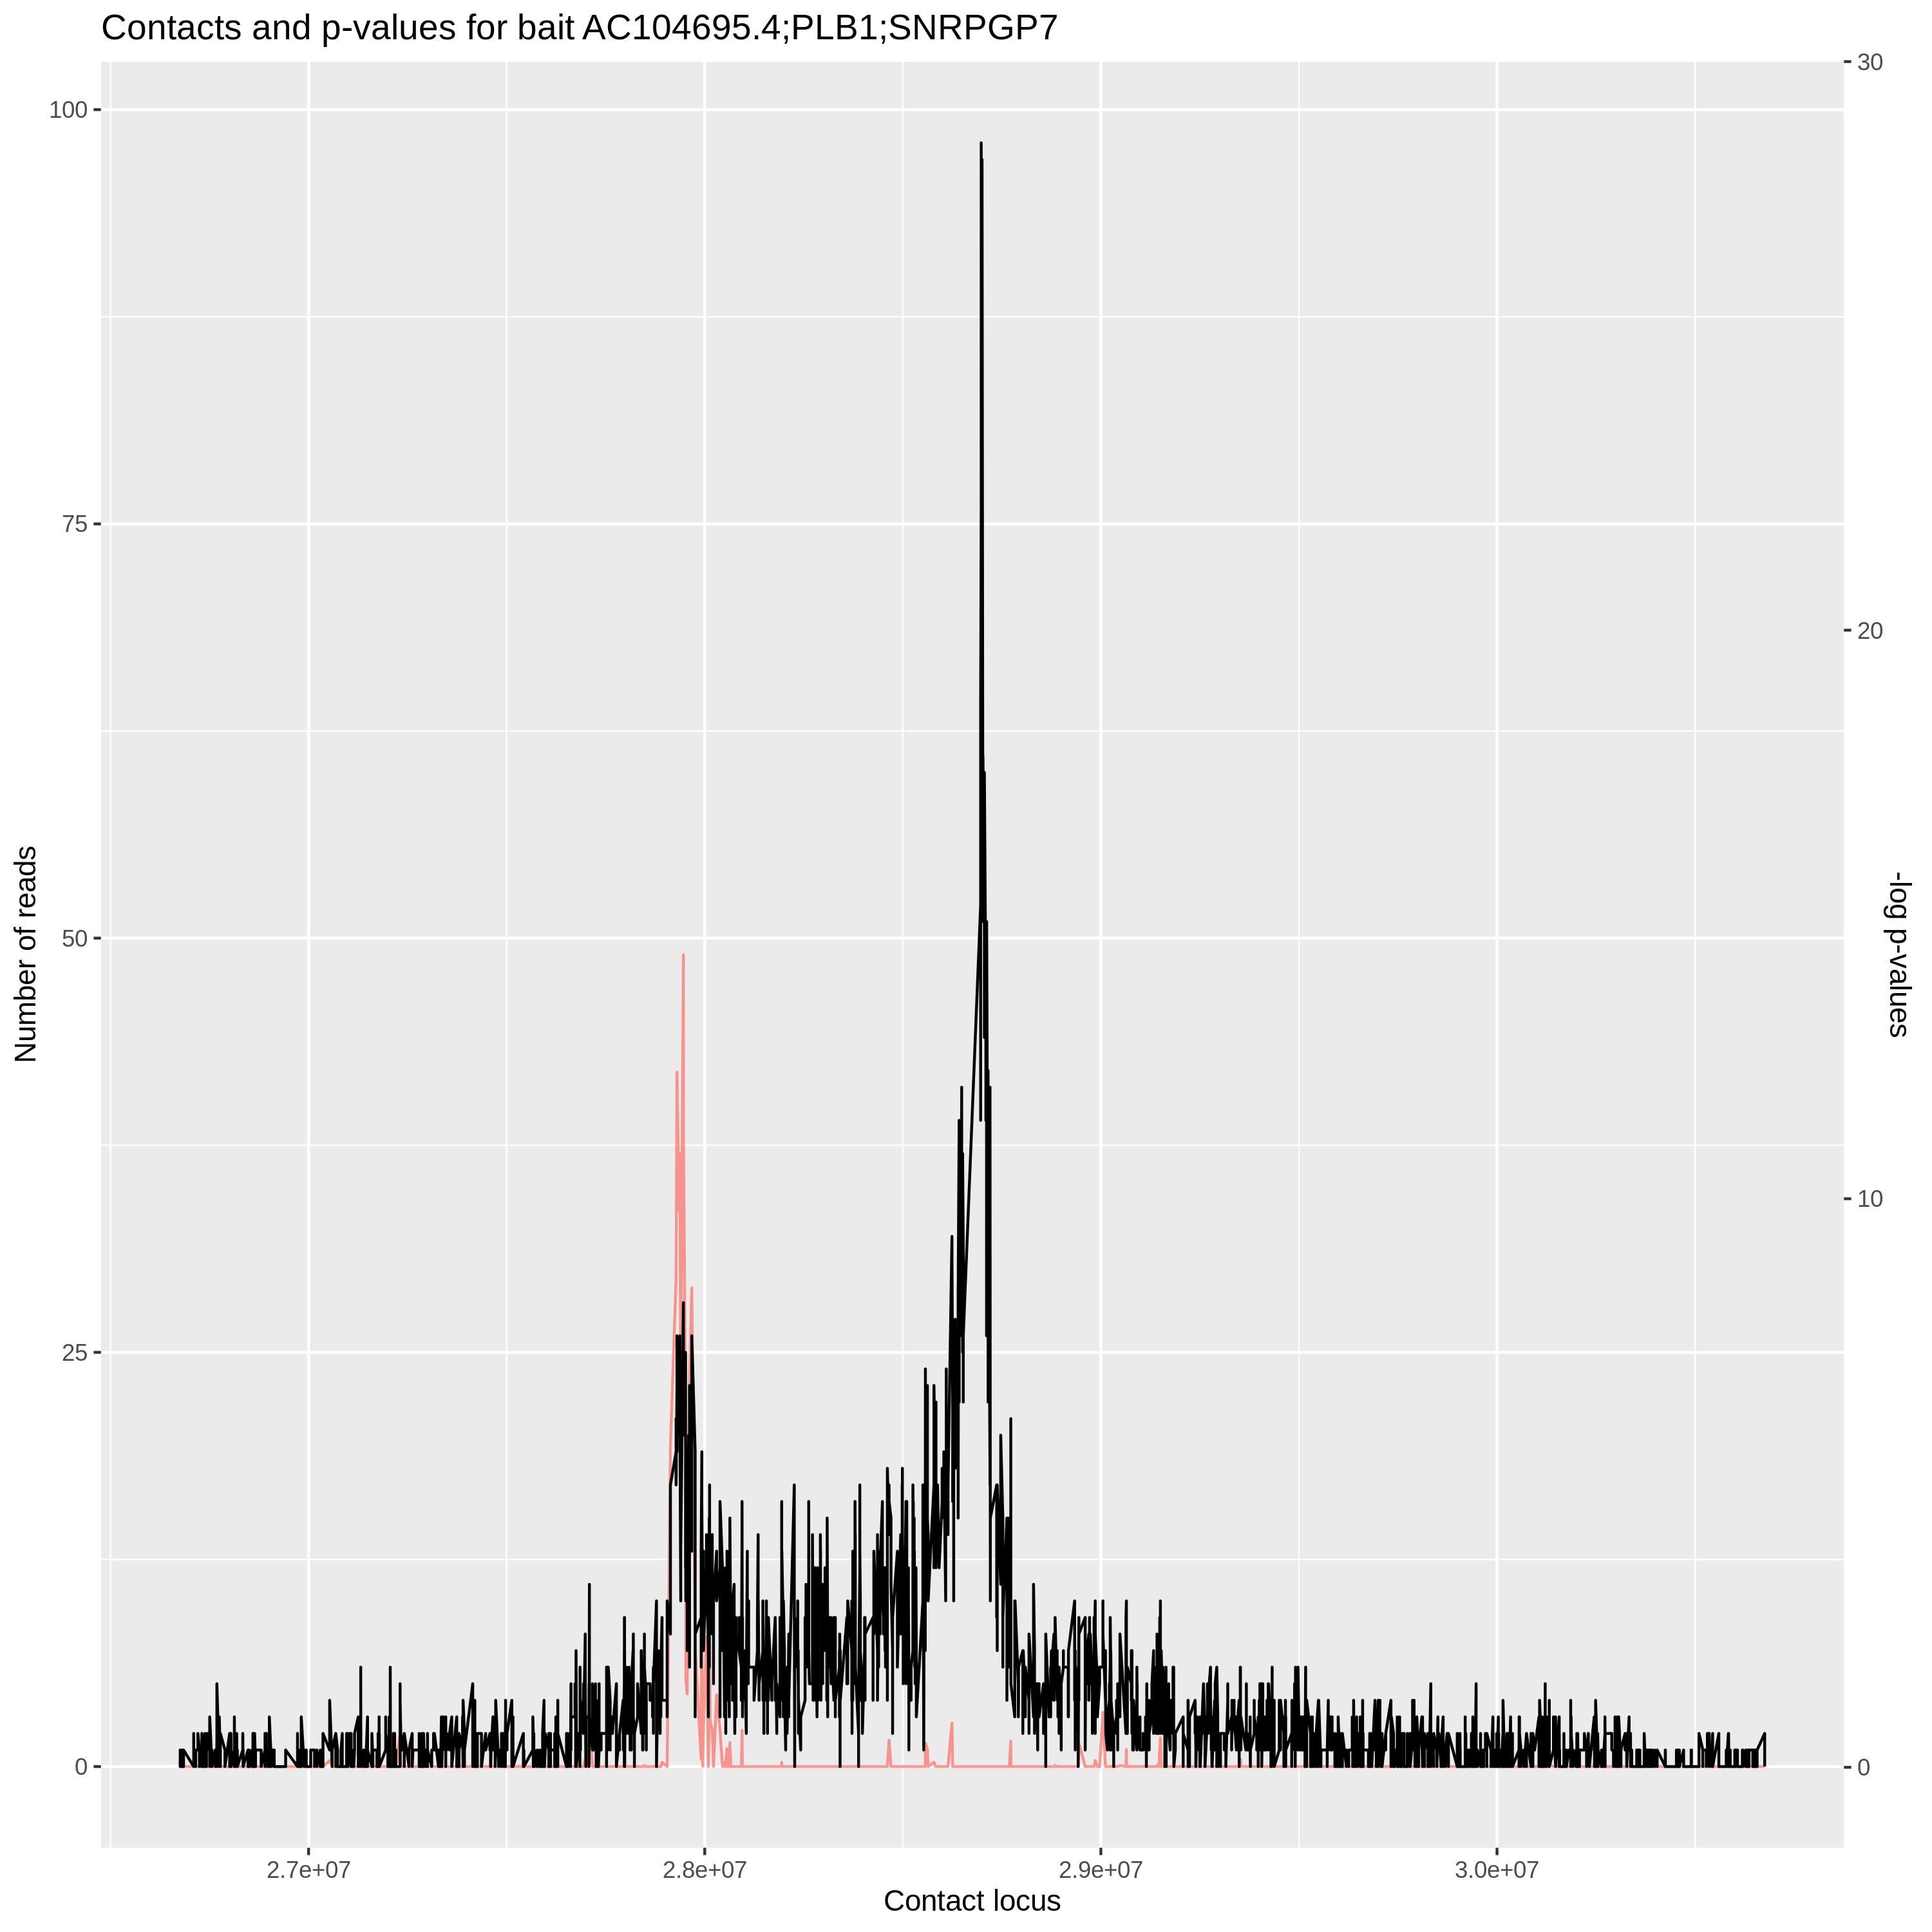 Contacts and p-values for bait AC104695.4;PLB1;SNRPGP7
100
75
50
25
0
30
20
10
0
Number of reads
-log p-values
2.7e+07
2.8e+07
2.9e+07
3.0e+07
Contact locus